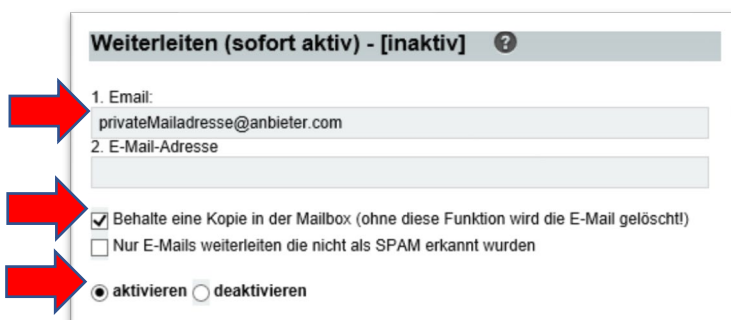 Weiterleiten (sofort aktiv) - [inaktiv] ?
1. Email:
privateMailadresse@anbieter.com
2. E-Mail-Adresse
Behalte eine Kopie in der Mailbox (ohne diese Funktion wird die E-Mail gelöscht!)
Nur E-Mails weiterleiten die nicht als SPAM erkannt wurden
aktivieren deaktivieren